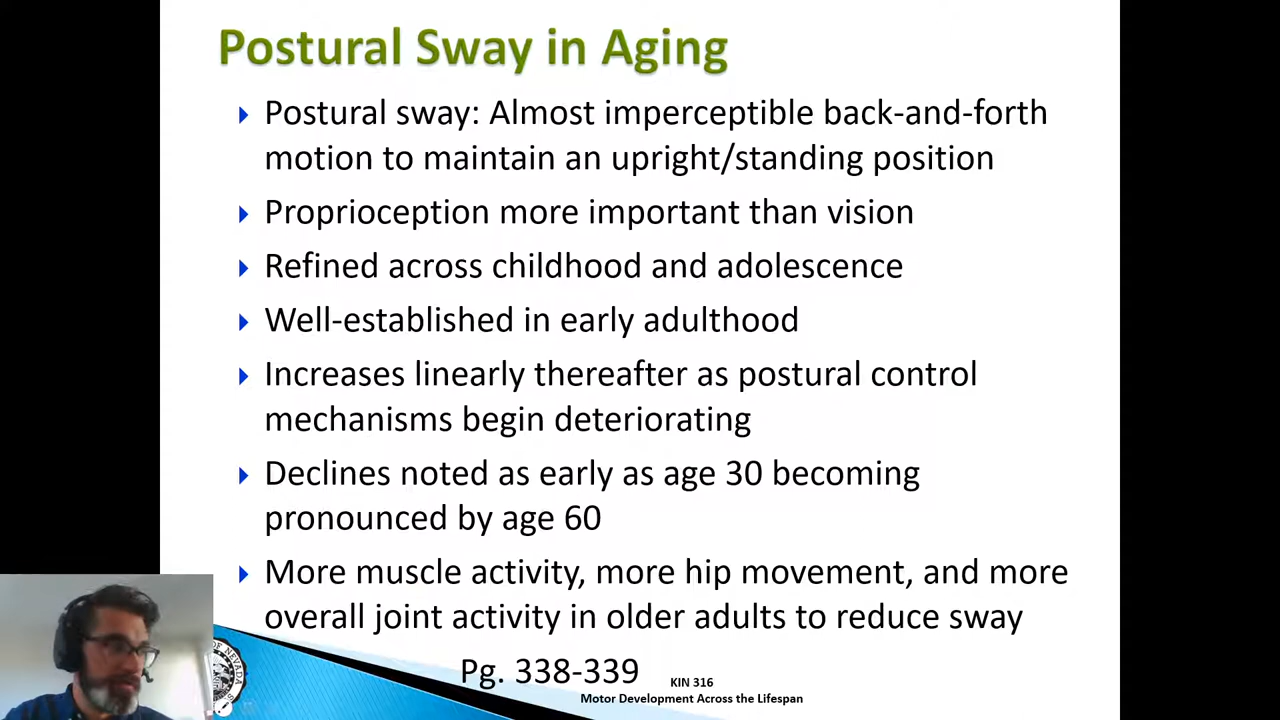 Postural Sway in Aging
Postural sway: Almost imperceptible back-and-forth
motion to maintain an upright/standing position
Proprioception more important than vision
Refined across childhood and adolescence
Well-established in early adulthood
Increases linearly thereafter as postural control
mechanisms begin deteriorating
Declines noted as early as age 30 becoming
pronounced by age 60
More muscle activity, more hip movement, and more
overall joint activity in older adults to reduce sway
Pg. 338-339
KIN 316
Motor Development Across the Lifespan
OF NEVADA